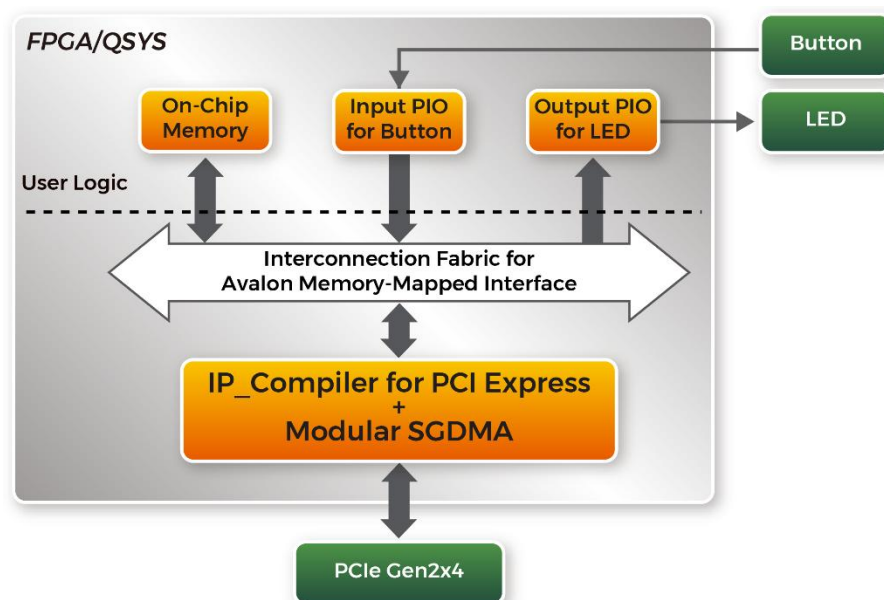 FPGA/QSYS
Button
On-Chip
Memory
Input PIO
for Button
Output PIO
for LED
LED
User Logic
Interconnection Fabric for
Avalon Memory-Mapped Interface
IP_Compiler for PCI Express
+
Modular SGDMA
PCIe Gen2x4